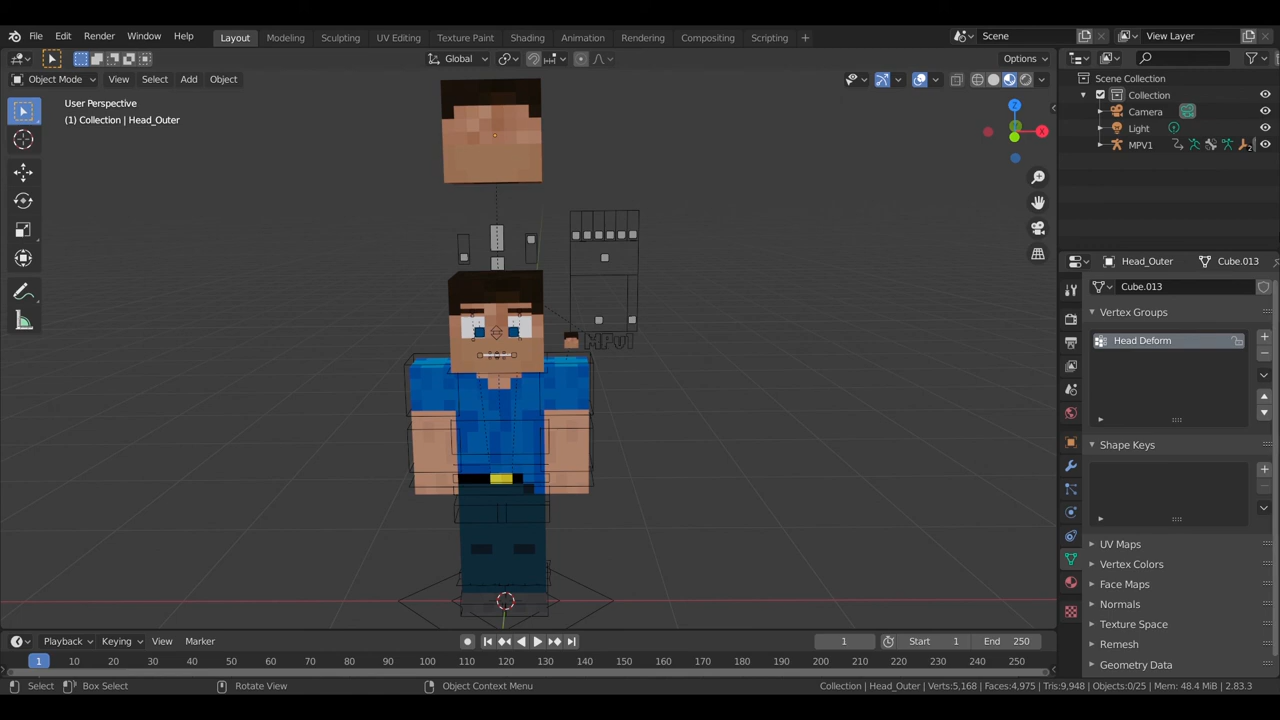 File Edit Render Window Help Layout Modeling Sculpting UV Editing Texture Paint Shading Animation Rendering Compositing Scripting + Scene View Layer
Global Options
Object Mode View Select Add Object
User Perspective
(1) Collection | Head_Outer
Scene Collection
Collection
Camera
Light
MPV1 2
Z
X
MPv1
Head_Outer Cube.013
Cube.013
Vertex Groups
Head Deform
Shape Keys
UV Maps
Vertex Colors
Face Maps
Normals
Texture Space
Remesh
Geometry Data
Playback Keying View Marker 1 Start 1 End 250
1 10 20 30 40 50 60 70 80 90 100 110 120 130 140 150 160 170 180 190 200 210 220 230 240 250
Select Box Select Rotate View Object Context Menu Collection | Head_Outer | Verts:5,168 | Faces:4,975 | Tris:9,948 | Objects:0/25 | Mem: 48.4 MiB | 2.83.3